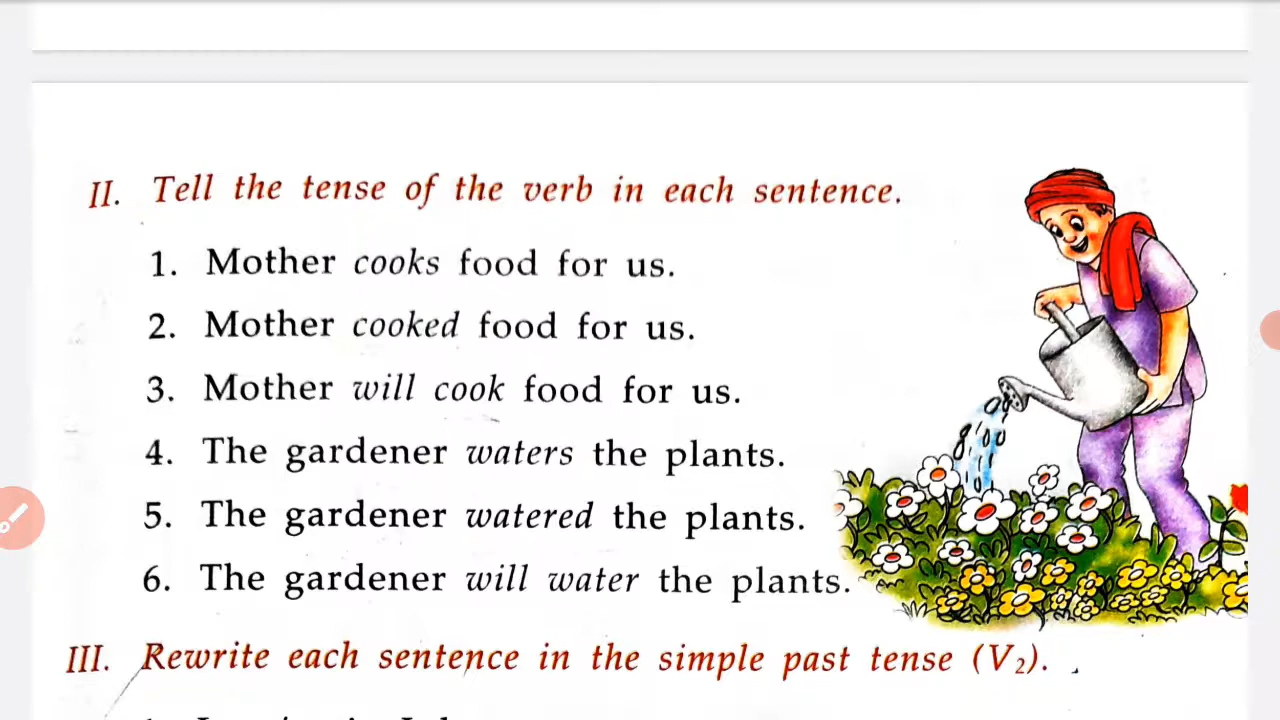 II. Tell the tense of the verb in each sentence.
1. Mother cooks food for us.
2. Mother cooked food for us.
3. Mother will cook food for us.
4. The gardener waters the plants.
5. The gardener watered the plants.
6. The gardener will water the plants.
III. Rewrite each sentence in the simple past tense (V₂).